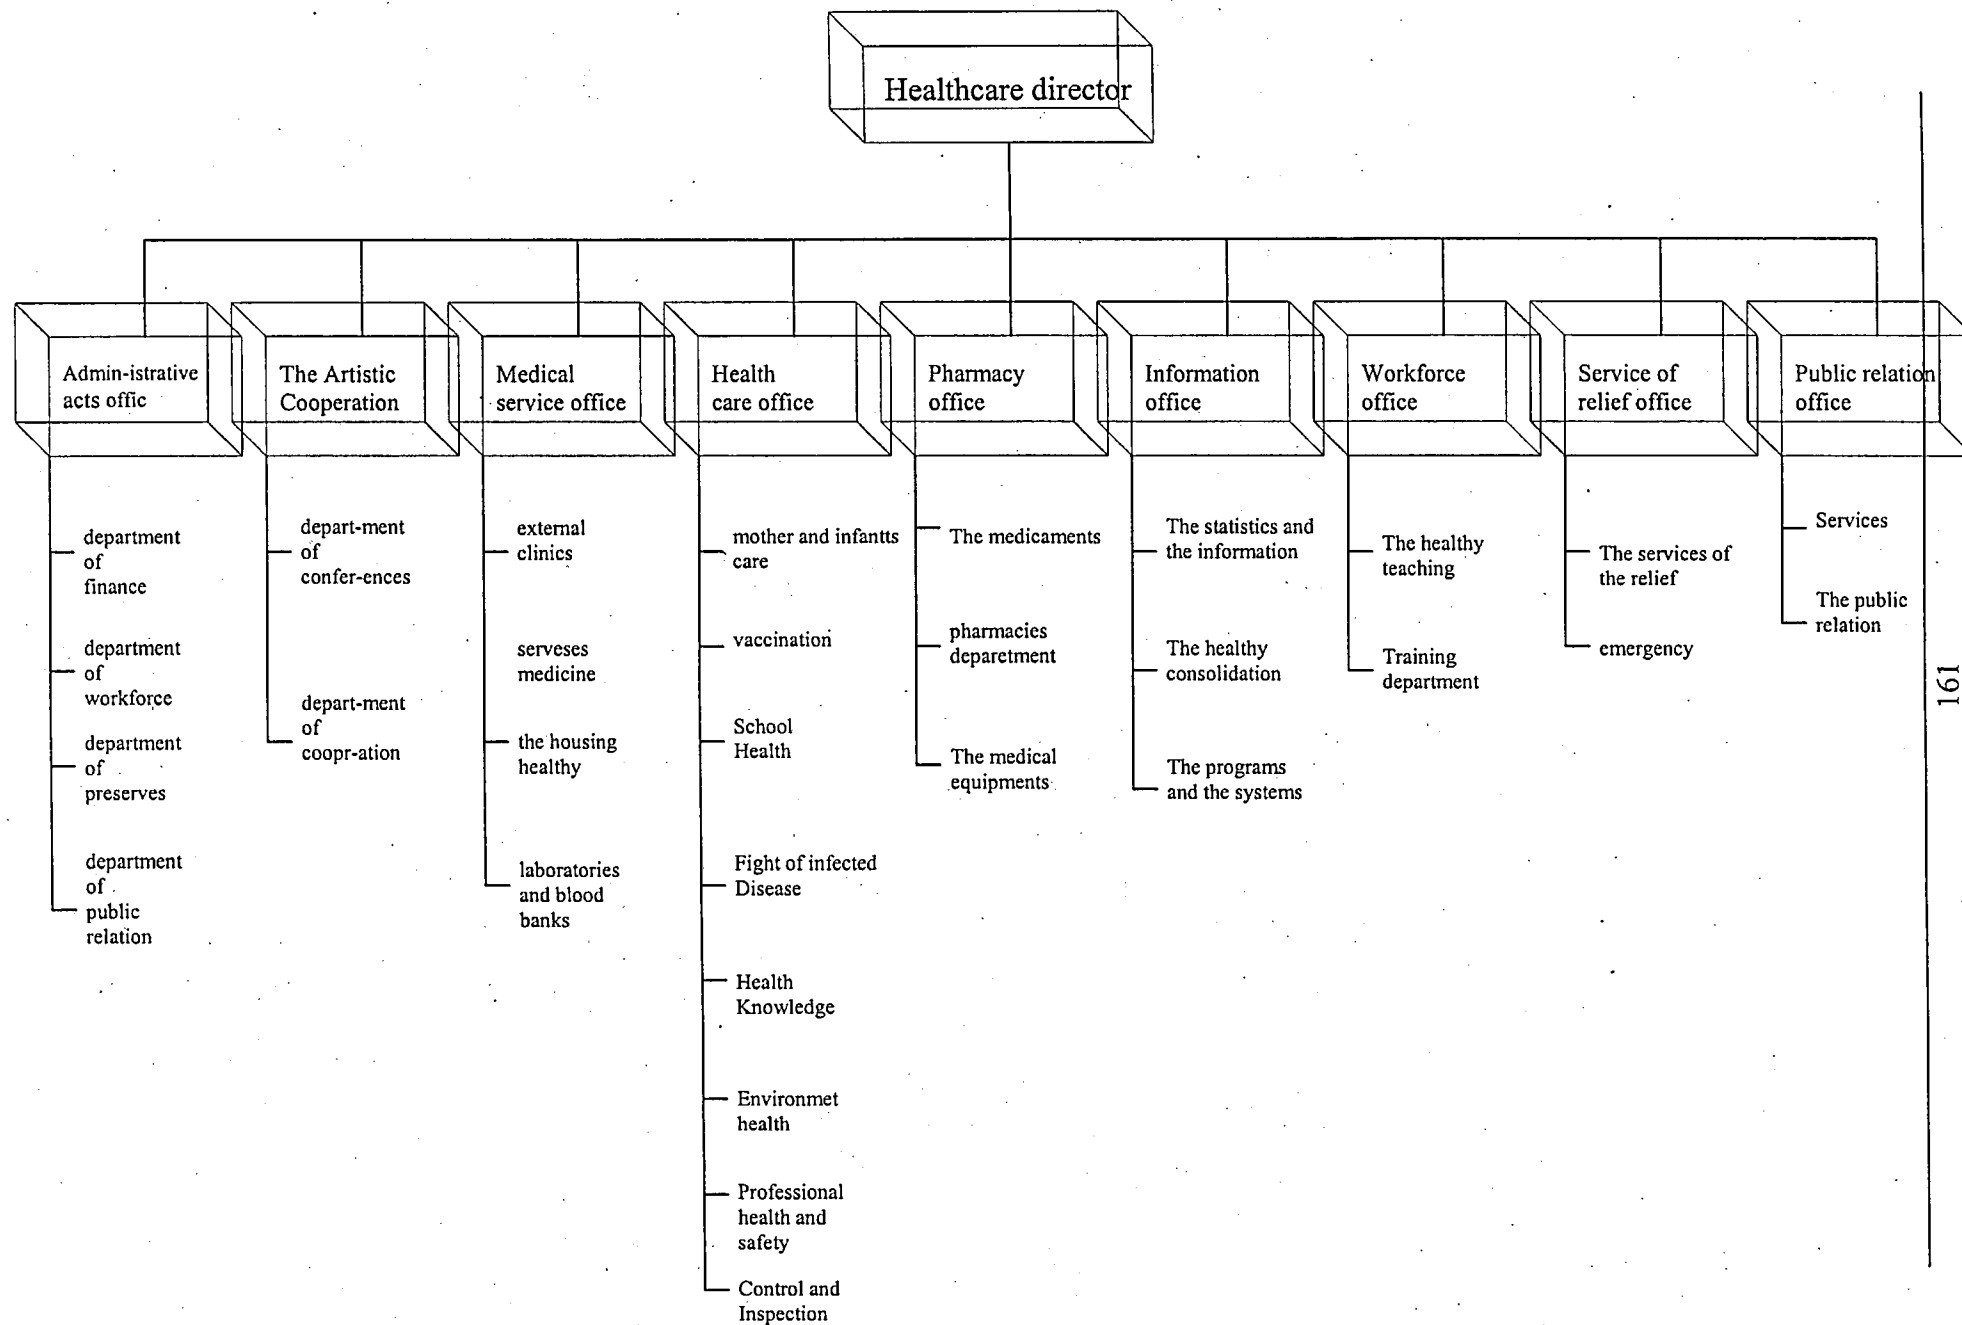 Healthcare director
Admin-istrative
acts offic
The Artistic
Cooperation
Medical
service office
Health
care office
Pharmacy
office
Information
office
Workforce
office
Service of
relief office
Public relation
office
department
of
finance
department
of
workforce
department
of
preserves
department
of
public
relation
depart-ment
of
confer-ences
depart-ment
of
coopr-ation
external
clinics
serveses
medicine
the housing
healthy
laboratories
and blood
banks
mother and infantts
care
vaccination
School
Health
Fight of infected
Disease
Health
Knowledge
Environmet
health
Professional
health and
safety
Control and
Inspection
The medicaments
pharmacies
deparetment
The medical
equipments
The statistics and
the information
The healthy
consolidation
The programs
and the systems
The healthy
teaching
Training
department
The services of
the relief
emergency
Services
The public
relation
161